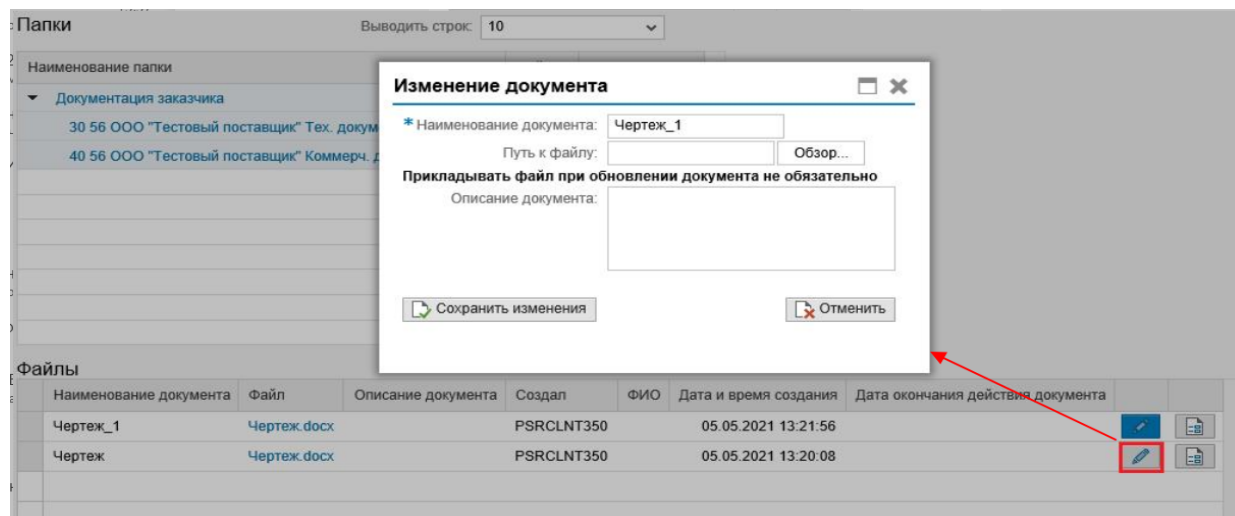 Папки
Выводить строк: 10
Наименование папки
Документация заказчика
30 56 ООО "Тестовый поставщик" Тех. докум
40 56 ООО "Тестовый поставщик" Коммерч. д
Изменение документа
* Наименование документа: Чертеж_1
Путь к файлу: Обзор...
Прикладывать файл при обновлении документа не обязательно
Описание документа:
Сохранить изменения Отменить
Файлы
Наименование документа Файл Описание документа Создал ФИО Дата и время создания Дата окончания действия документа
Чертеж_1 Чертеж.docx PSRCLNT350 05.05.2021 13:21:56
Чертеж Чертеж.docx PSRCLNT350 05.05.2021 13:20:08